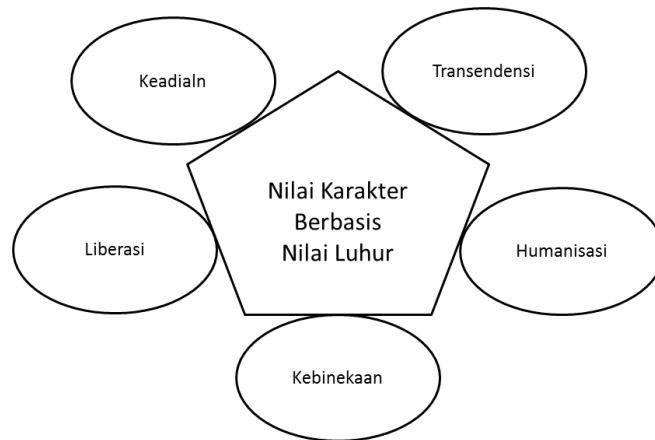 Keadialn
Transendensi
Nilai Karakter
Berbasis
Nilai Luhur
Liberasi
Humanisasi
Kebinekaan